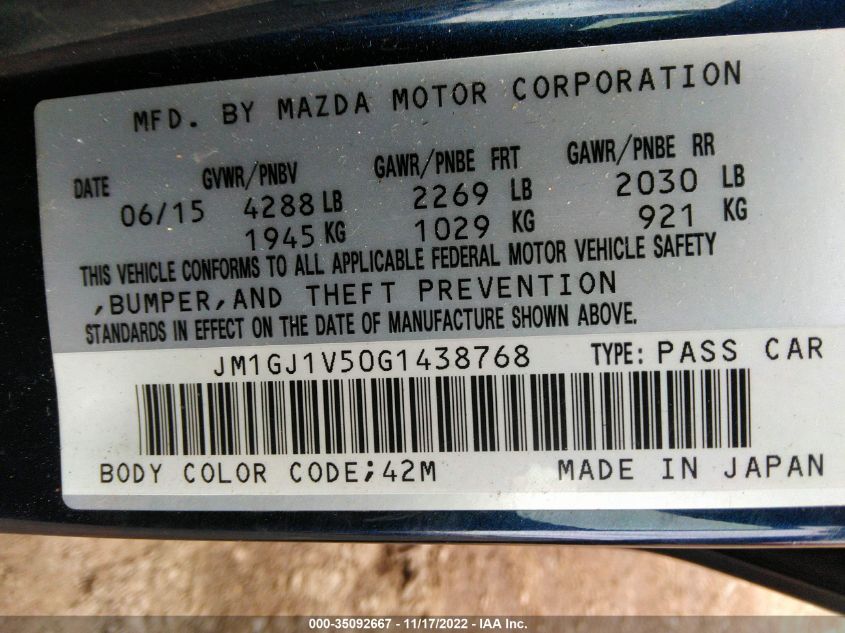 MFD. BY MAZDA MOTOR CORPORATION
DATE GVWR/PNBV GAWR/PNBE FRT GAWR/PNBE RR
06/15 4288 LB 2269 LB 2030 LB
1945 KG 1029 KG 921 KG
THIS VEHICLE CONFORMS TO ALL APPLICABLE FEDERAL MOTOR VEHICLE SAFETY
,BUMPER,AND THEFT PREVENTION
STANDARDS IN EFFECT ON THE DATE OF MANUFACTURE SHOWN ABOVE.
JM1GJ1V50G1438768 TYPE: PASS CAR
BODY COLOR CODE;42M MADE IN JAPAN
000-35092667 - 11/17/2022 - IAA Inc.